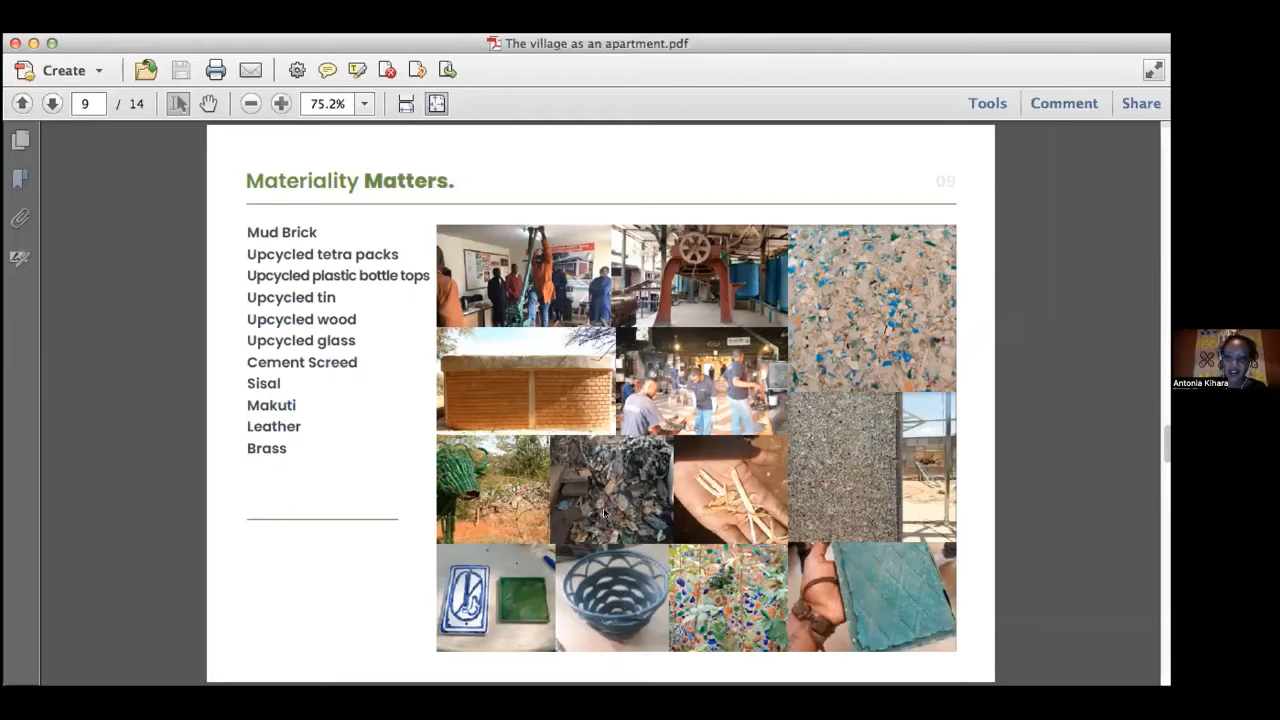 The village as an apartment.pdf
Create
9 / 14
75.2%
Tools Comment Share
Materiality Matters.
09
Mud Brick
Upcycled tetra packs
Upcycled plastic bottle tops
Upcycled tin
Upcycled wood
Upcycled glass
Cement Screed
Sisal
Makuti
Leather
Brass
Antonia Kihara